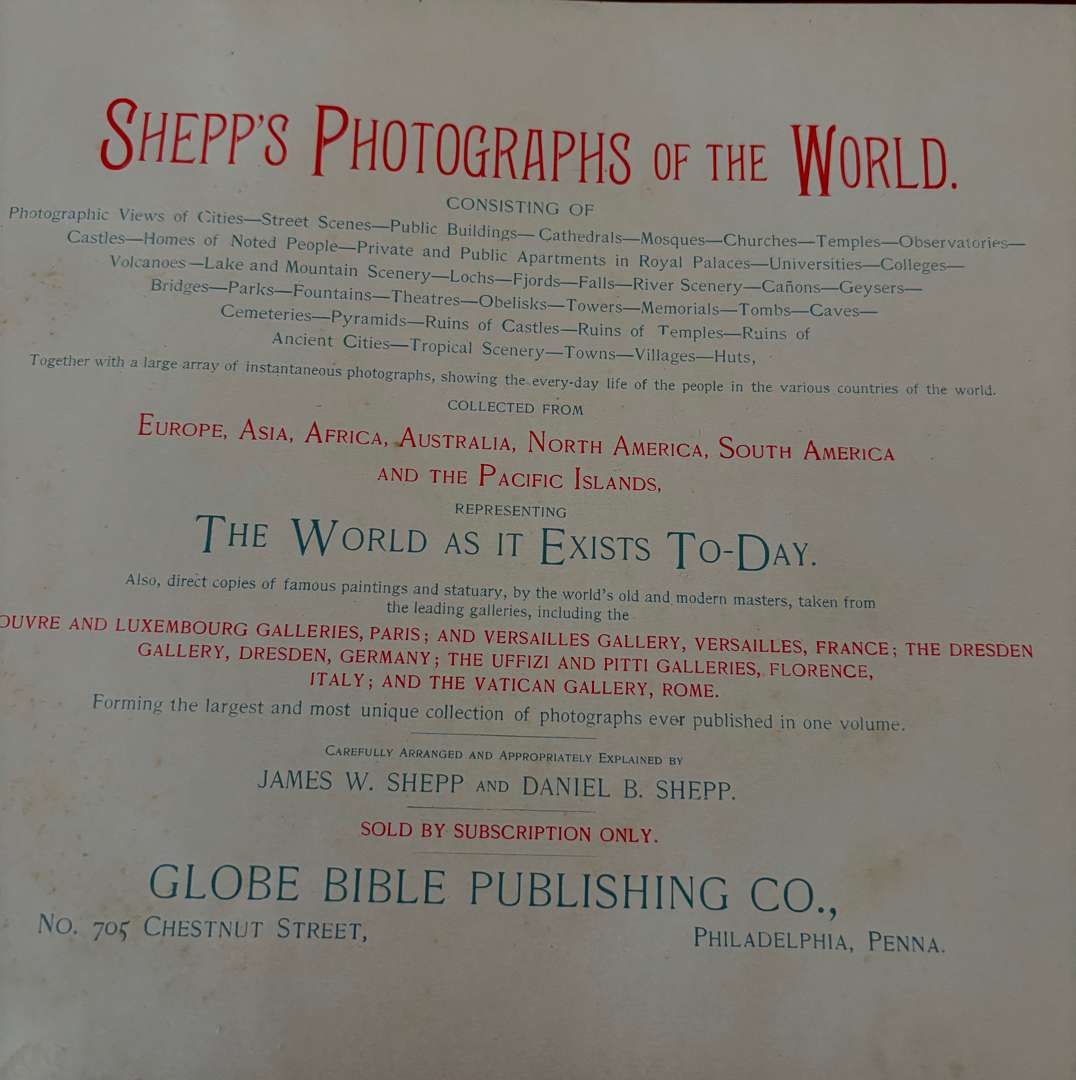 SHEPP'S PHOTOGRAPHS OF THE WORLD.
CONSISTING OF
Photographic Views of Cities—Street Scenes—Public Buildings—Cathedrals—Mosques—Churches—Temples—Observatories—
Castles—Homes of Noted People—Private and Public Apartments in Royal Palaces—Universities—Colleges—
Volcanoes—Lake and Mountain Scenery—Lochs—Fjords—Falls—River Scenery—Cañons—Geysers—
Bridges—Parks—Fountains—Theatres—Obelisks—Towers—Memorials—Tombs—Caves—
Cemeteries—Pyramids—Ruins of Castles—Ruins of Temples—Ruins of
Ancient Cities—Tropical Scenery—Towns—Villages—Huts,
Together with a large array of instantaneous photographs, showing the every-day life of the people in the various countries of the world.
COLLECTED FROM
EUROPE, ASIA, AFRICA, AUSTRALIA, NORTH AMERICA, SOUTH AMERICA
AND THE PACIFIC ISLANDS,
REPRESENTING
THE WORLD AS IT EXISTS TO-DAY.
Also, direct copies of famous paintings and statuary, by the world's old and modern masters, taken from
the leading galleries, including the
OUVRE AND LUXEMBOURG GALLERIES, PARIS; AND VERSAILLES GALLERY, VERSAILLES, FRANCE; THE DRESDEN
GALLERY, DRESDEN, GERMANY; THE UFFIZI AND PITTI GALLERIES, FLORENCE,
ITALY; AND THE VATICAN GALLERY, ROME.
Forming the largest and most unique collection of photographs ever published in one volume.
CAREFULLY ARRANGED AND APPROPRIATELY EXPLAINED BY
JAMES W. SHEPP AND DANIEL B. SHEPP.
SOLD BY SUBSCRIPTION ONLY.
GLOBE BIBLE PUBLISHING CO.,
No. 705 CHESTNUT STREET, PHILADELPHIA, PENNA.